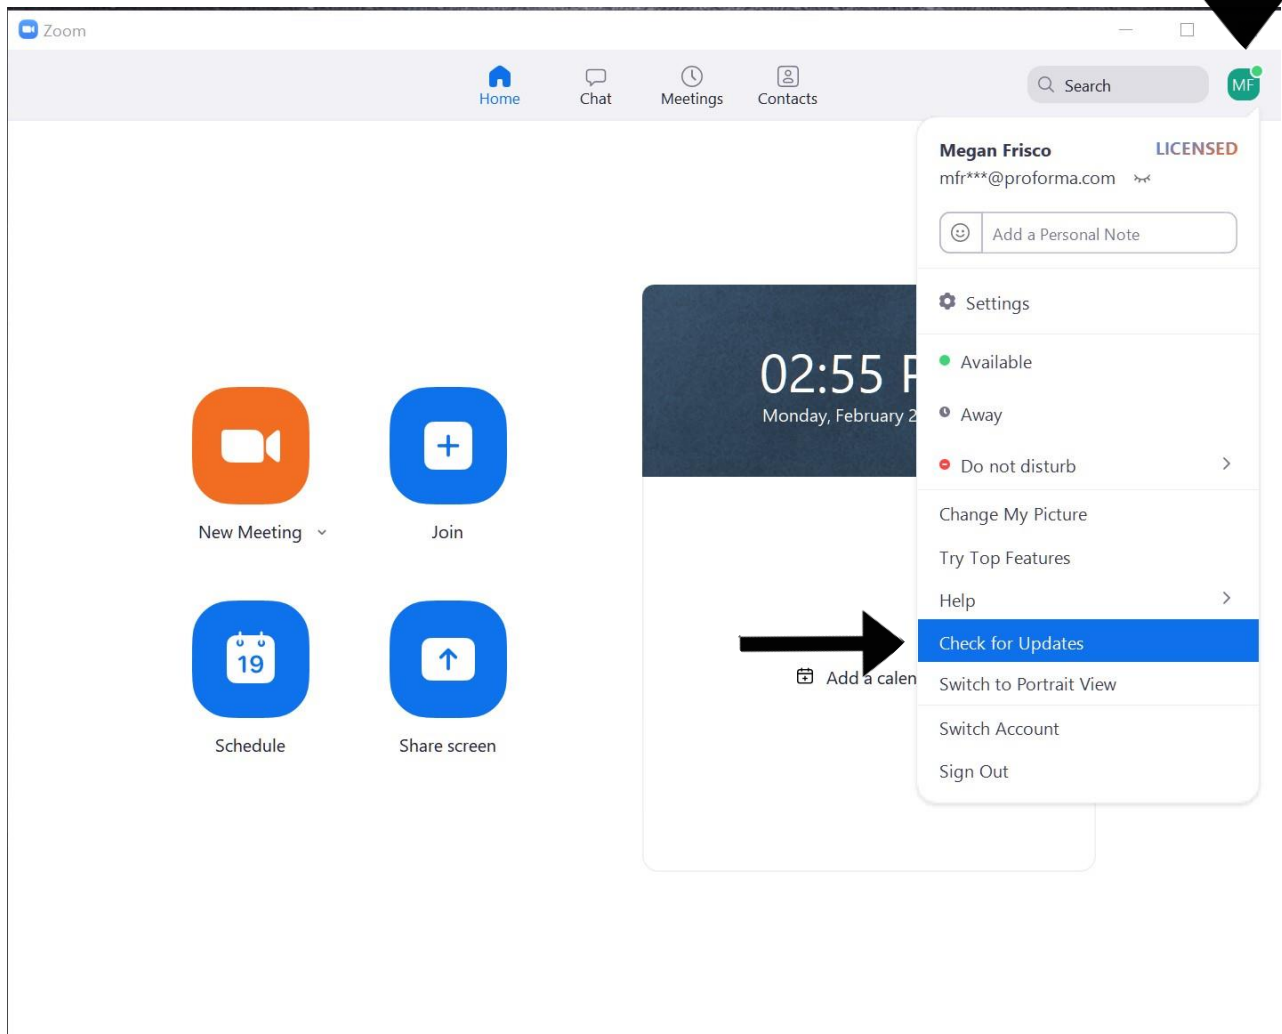 Zoom
Home
Chat
Meetings
Contacts
Search
MF
Megan Frisco
LICENSED
mfr***@proforma.com
Add a Personal Note
Settings
Available
Away
Do not disturb
Change My Picture
Try Top Features
Help
Check for Updates
Switch to Portrait View
Switch Account
Sign Out
02:55 P
Monday, February 2
New Meeting
Join
19
Schedule
Share screen
Add a calen